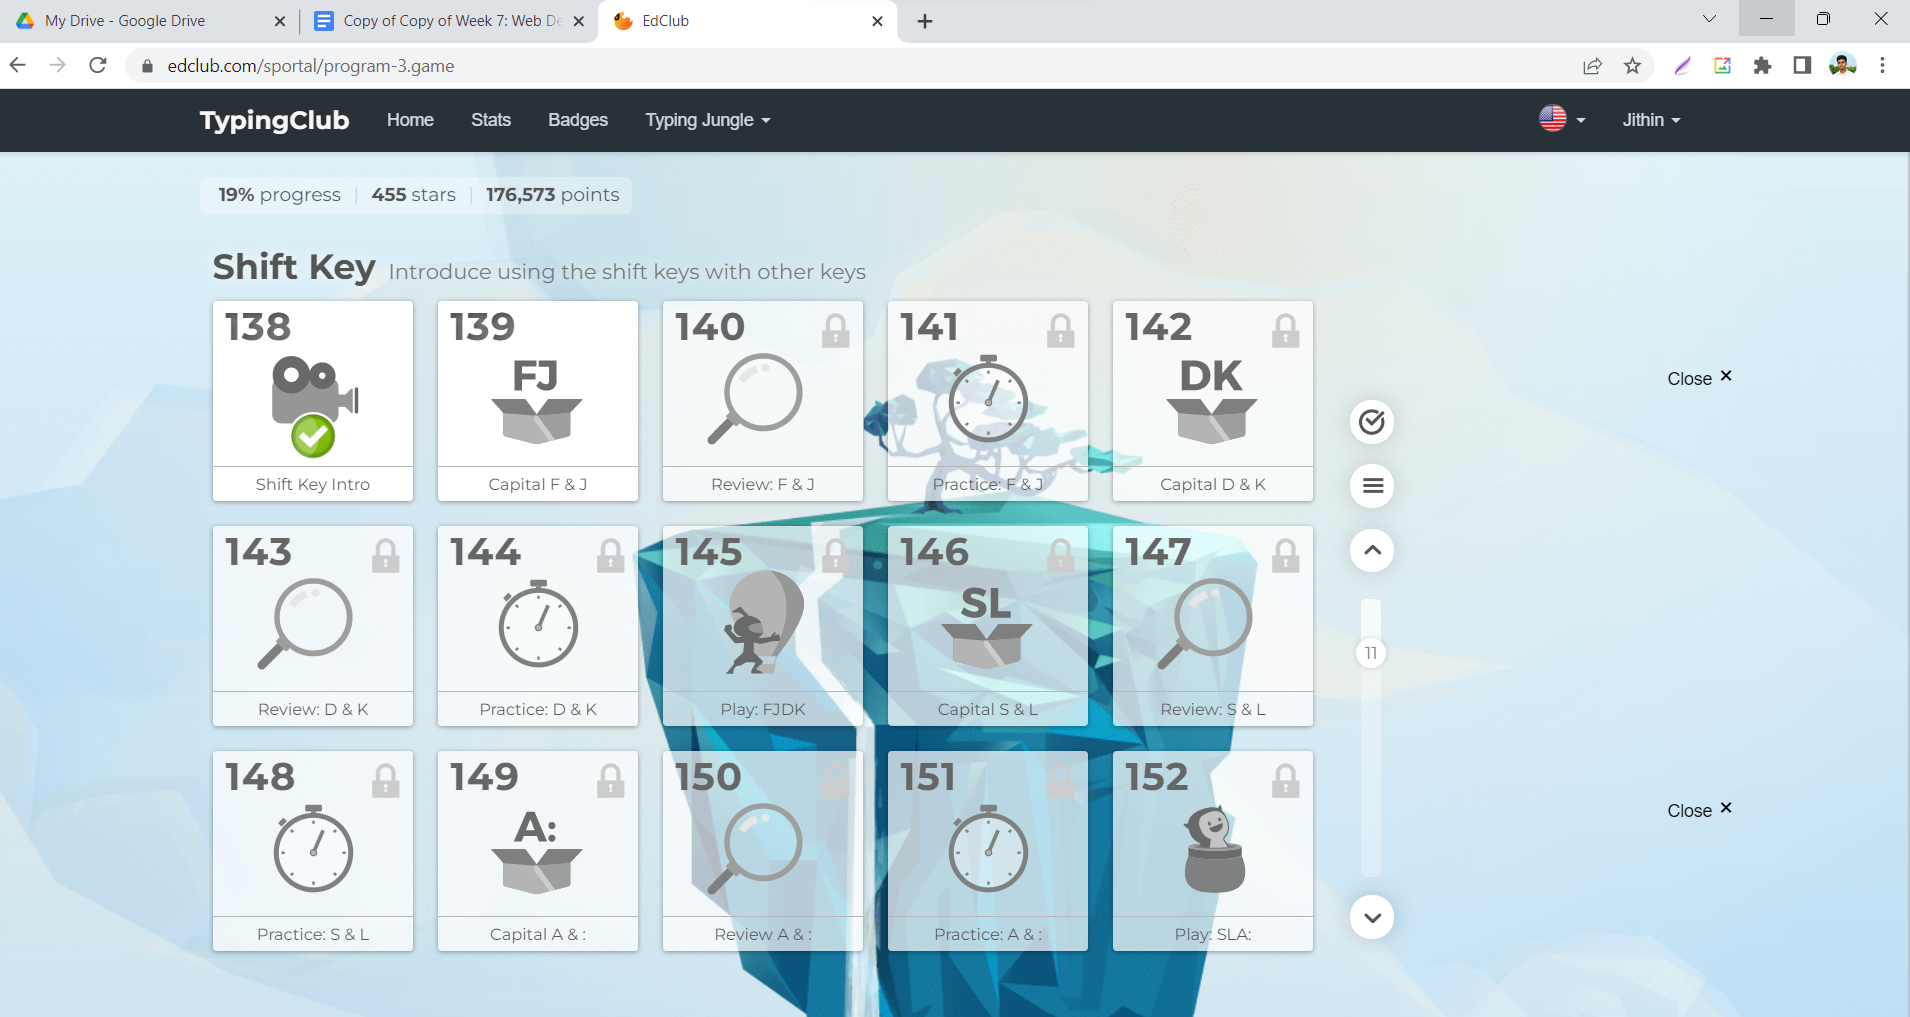 My Drive - Google Drive
Copy of Copy of Week 7: Web De
EdClub
edclub.com/sportal/program-3.game
TypingClub Home Stats Badges Typing Jungle Jithin
19% progress 455 stars 176,573 points
Shift Key Introduce using the shift keys with other keys
138 139 140 141 142
FJ DK
Shift Key Intro Capital F & J Review: F & J Practice: F & J Capital D & K
Close ×
143 144 145 146 147
SL
Review: D & K Practice: D & K Play: FJDK Capital S & L Review: S & L
11
148 149 150 151 152
A:
Practice: S & L Capital A & : Review A & : Practice: A & : Play: SLA:
Close ×